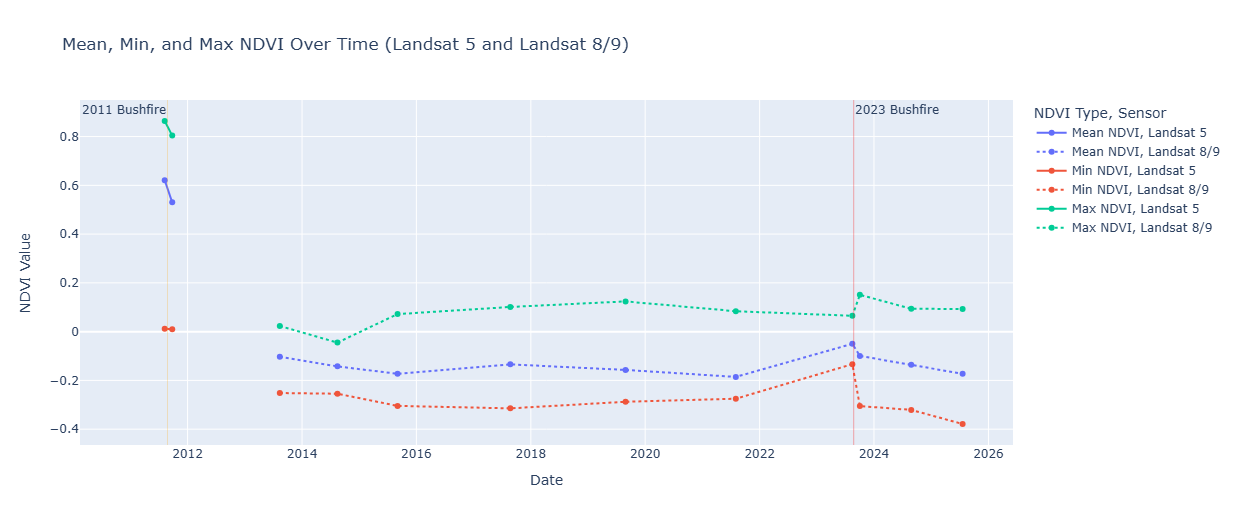 Mean, Min, and Max NDVI Over Time (Landsat 5 and Landsat 8/9)
2011 Bushfire
2023 Bushfire
NDVI Type, Sensor
Mean NDVI, Landsat 5
Mean NDVI, Landsat 8/9
Min NDVI, Landsat 5
Min NDVI, Landsat 8/9
Max NDVI, Landsat 5
Max NDVI, Landsat 8/9
NDVI Value
0.8
0.6
0.4
0.2
0
−0.2
−0.4
2012 2014 2016 2018 2020 2022 2024 2026
Date